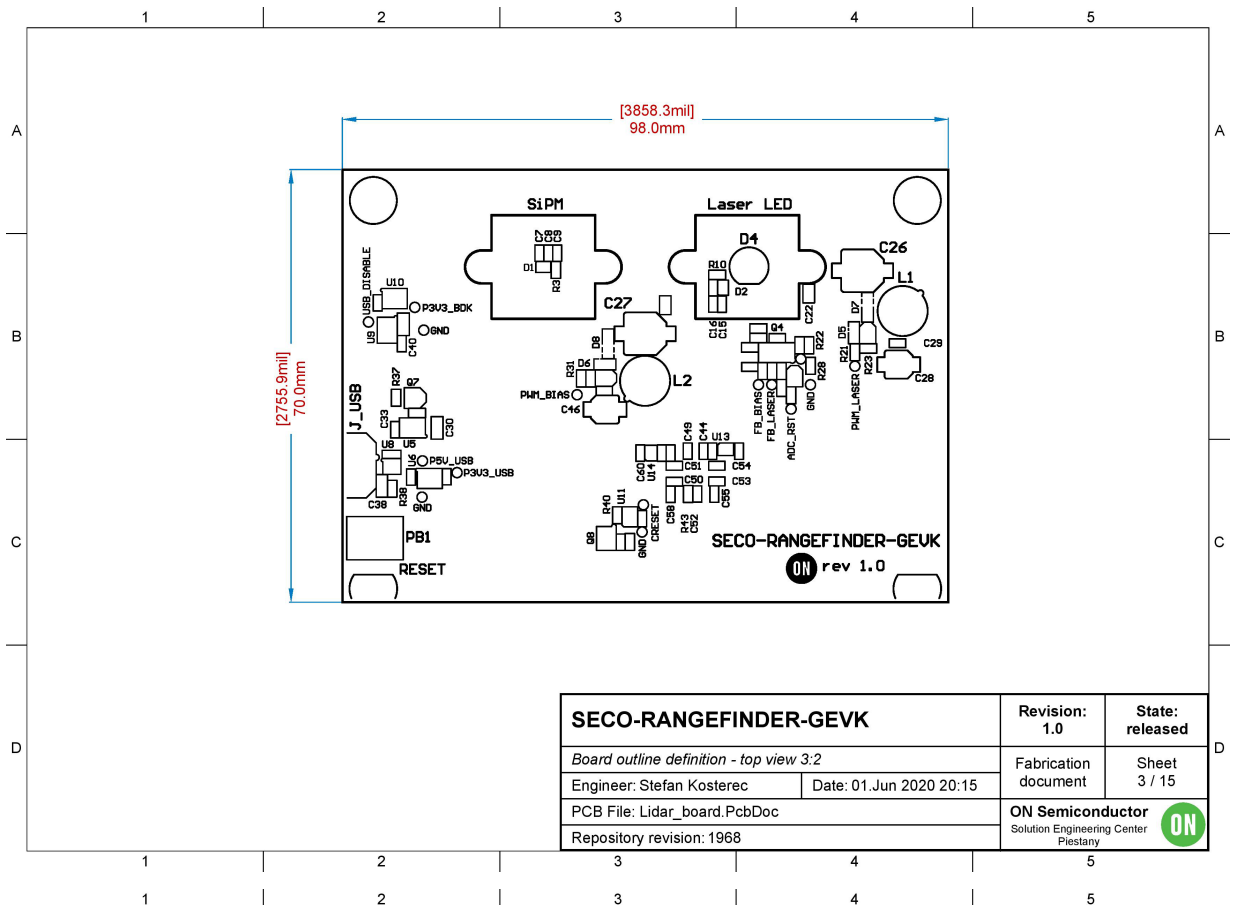 1 2 3 4 5
[3858.3mil]
98.0mm
A A
[2755.9mil]
70.0mm
SiPM
Laser LED
C7
C8
C9
D1
R3
D4
R10
D2
C16
C15
C22
C26
L1
D7
D5
R21
R23
C29
C28
PWM_LASER
USB_DISABLE
U10
P3V3_BDK
U9
GND
C40
B B
C27
D8
D6
R31
L2
PWM_BIAS
C46
Q4
R22
R28
FB_BIAS
FB_LASER
ADC_RST
GND
R37
Q7
J_USB
C33
U5
C30
U8
U6
P5V_USB
P3V3_USB
C38
R38
GND
C49
C44
U13
C60
U14
C51
C54
C50
C53
C58
R43
C52
C55
R40
U11
CRESET
Q8
GND
C C
PB1
RESET
SECO-RANGEFINDER-GEVK
ON rev 1.0
D D
SECO-RANGEFINDER-GEVK
Revision:
1.0
State:
released
Board outline definition - top view 3:2
Fabrication
document
Sheet
3 / 15
Engineer: Stefan Kosterec
Date: 01.Jun 2020 20:15
PCB File: Lidar_board.PcbDoc
Repository revision: 1968
ON Semiconductor
Solution Engineering Center
Piestany
ON
1 2 3 4 5
1 2 3 4 5